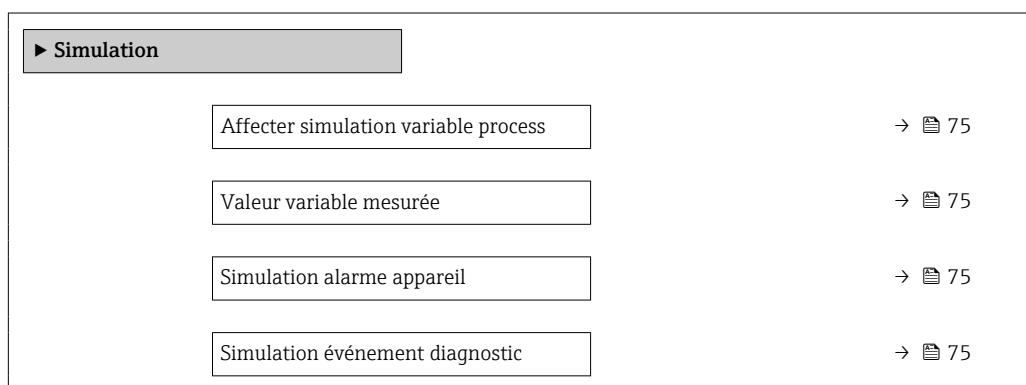 ▶ Simulation
Affecter simulation variable process → 75
Valeur variable mesurée → 75
Simulation alarme appareil → 75
Simulation événement diagnostic → 75